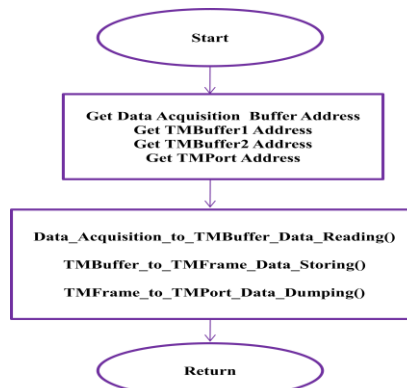 Start
Get Data Acquisition Buffer Address
Get TMBuffer1 Address
Get TMBuffer2 Address
Get TMPort Address
Data_Acquisition_to_TMBuffer_Data_Reading()
TMBuffer_to_TMFrame_Data_Storing()
TMFrame_to_TMPort_Data_Dumping()
Return